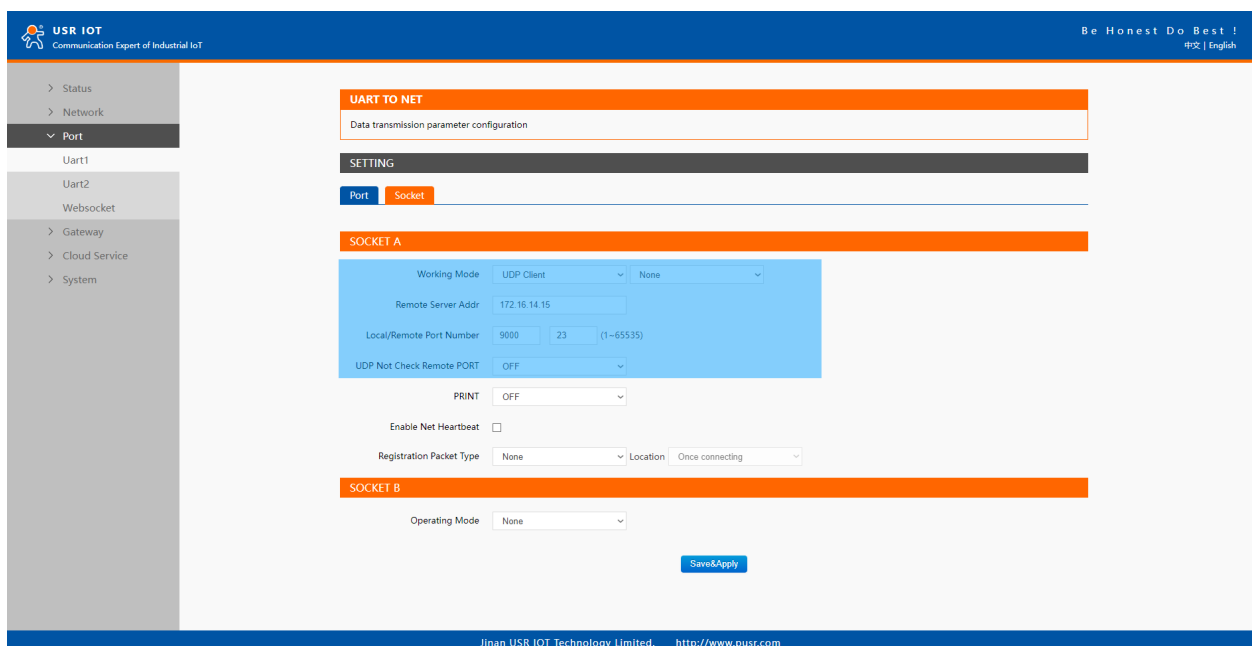 USR IOT
Communication Expert of Industrial IoT
Be Honest Do Best !
中文 | English
Status
Network
Port
Uart1
Uart2
Websocket
Gateway
Cloud Service
System
UART TO NET
Data transmission parameter configuration
SETTING
Port Socket
SOCKET A
Working Mode UDP Client None
Remote Server Addr 172.16.14.15
Local/Remote Port Number 9000 23 (1~65535)
UDP Not Check Remote PORT OFF
PRINT OFF
Enable Net Heartbeat
Registration Packet Type None Location Once connecting
SOCKET B
Operating Mode None
Save&Apply
Jinan USR IOT Technology Limited. http://www.pusr.com